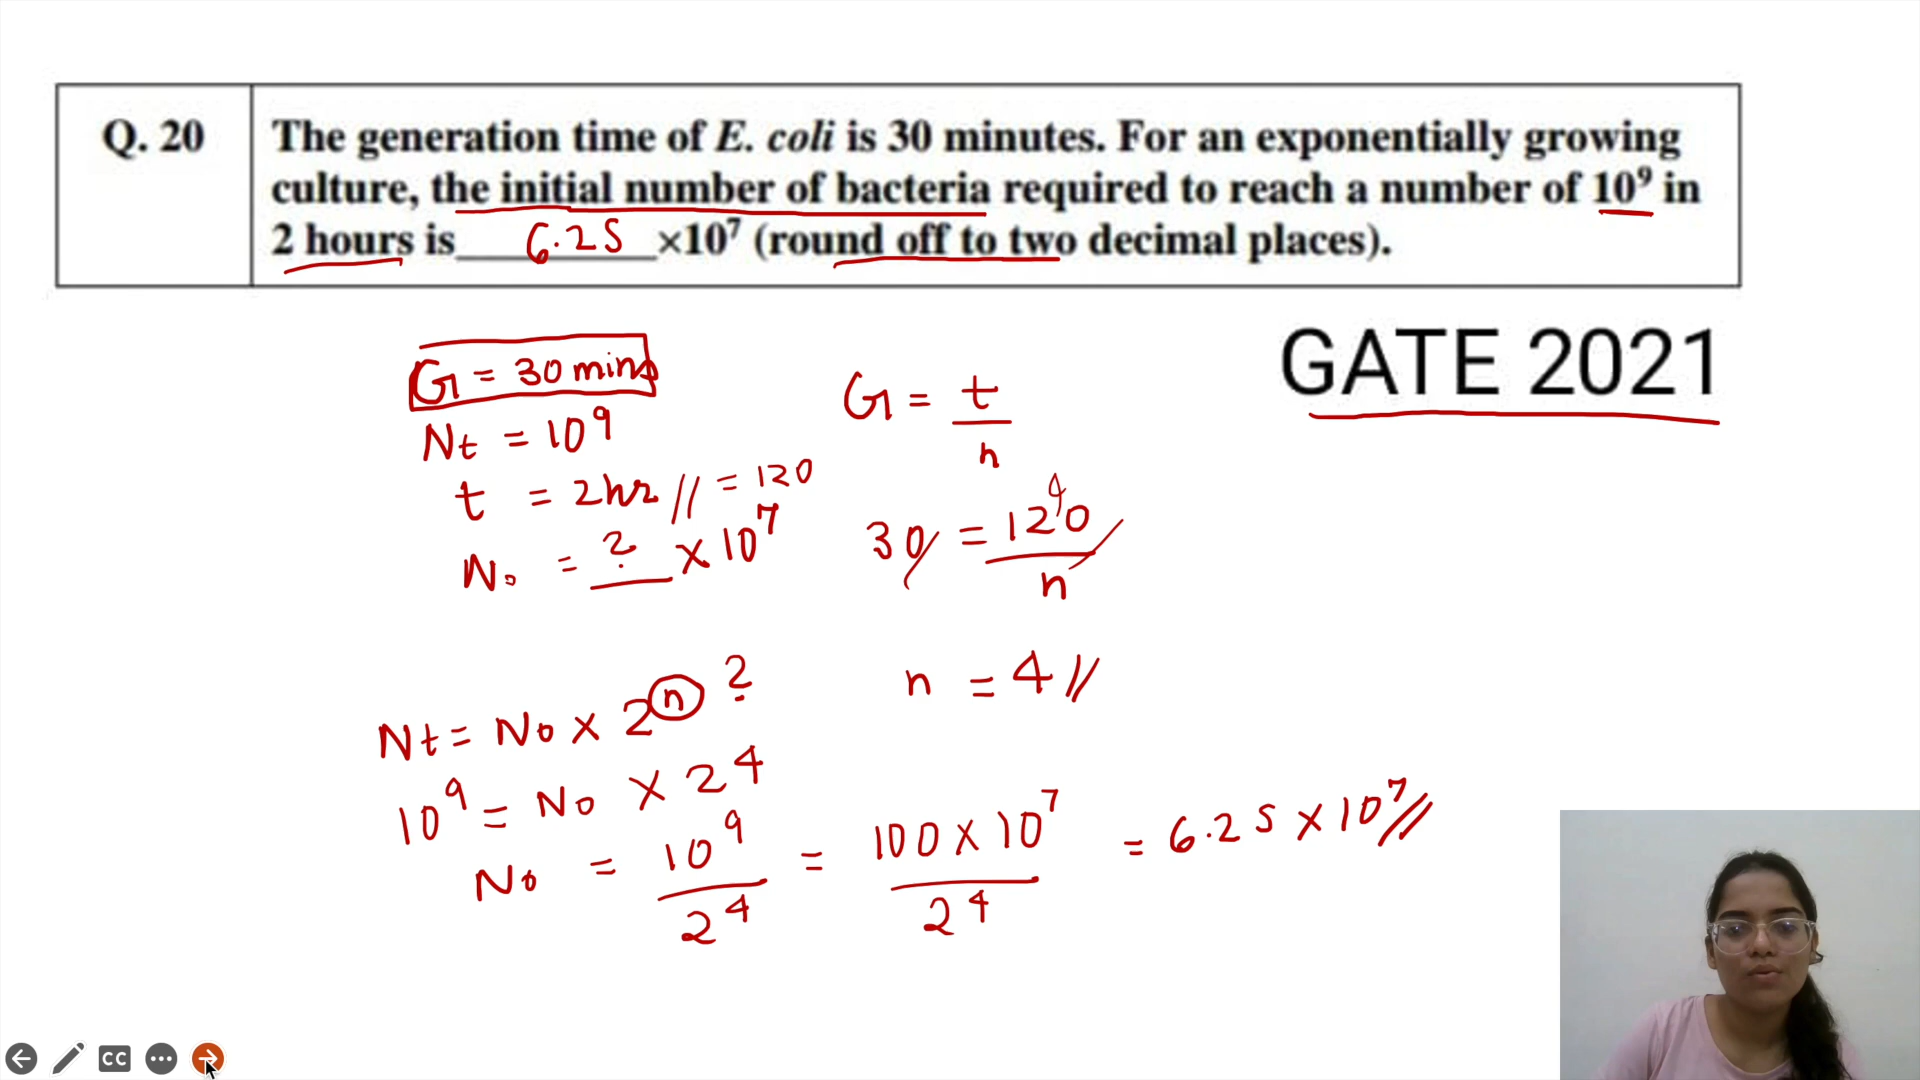 Q. 20
The generation time of E. coli is 30 minutes. For an exponentially growing
culture, the initial number of bacteria required to reach a number of 10⁹ in
2 hours is 6.25 ×10⁷ (round off to two decimal places).
GATE 2021
G = 30 mins
Nt = 10⁹
t = 2hr // = 120
N₀ = ? × 10⁷
G = t/n
30 = 120/n
4
n = 4 //
Nt = N₀ × 2ⁿ ?
10⁹ = N₀ × 2⁴
N₀ = 10⁹/2⁴ = 100 × 10⁷/2⁴ = 6.25 × 10⁷ //
CC